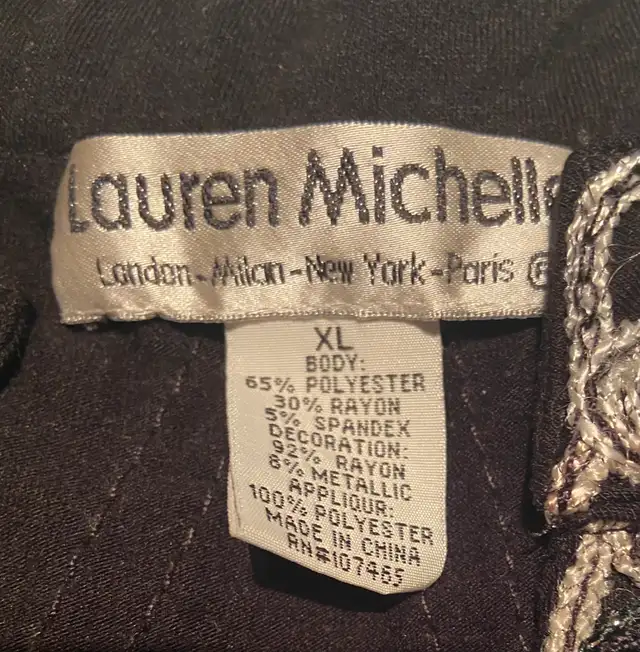 Lauren Michelle
London-Milan-New York-Paris ®
XL
BODY:
65% POLYESTER
30% RAYON
5% SPANDEX
DECORATION:
92% RAYON
8% METALLIC
APPLIQUR:
100% POLYESTER
MADE IN CHINA
RN#107465